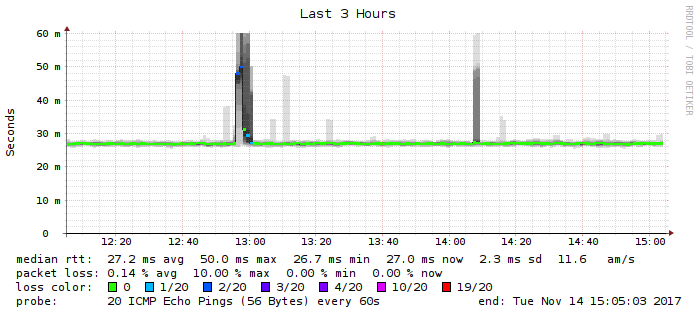 Last 3 Hours
RRDTOOL / TOBI OETIKER
Seconds
60 m
50 m
40 m
30 m
20 m
10 m
0
12:20 12:40 13:00 13:20 13:40 14:00 14:20 14:40 15:00
median rtt: 27.2 ms avg 50.0 ms max 26.7 ms min 27.0 ms now 2.3 ms sd 11.6 am/s
packet loss: 0.14 % avg 10.00 % max 0.00 % min 0.00 % now
loss color: 0 1/20 2/20 3/20 4/20 10/20 19/20
probe: 20 ICMP Echo Pings (56 Bytes) every 60s end: Tue Nov 14 15:05:03 2017